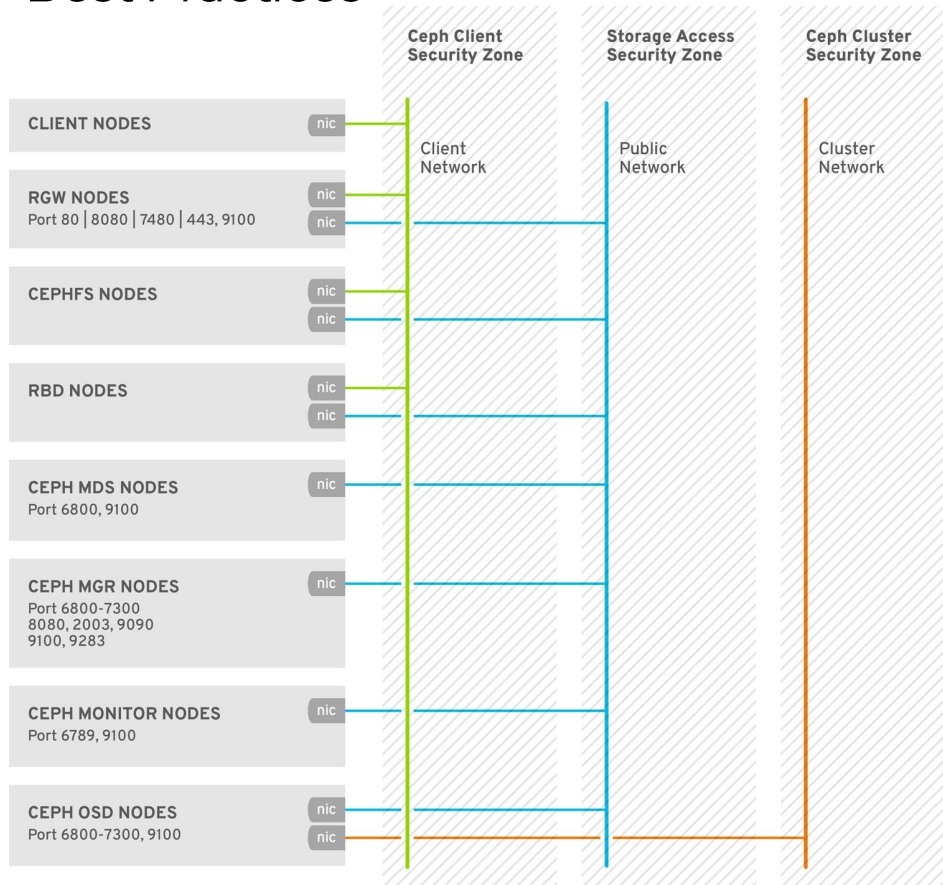 Best Practices
Ceph Client
Security Zone
Storage Access
Security Zone
Ceph Cluster
Security Zone
Client
Network
Public
Network
Cluster
Network
CLIENT NODES
nic
RGW NODES
Port 80 | 8080 | 7480 | 443, 9100
nic
nic
CEPHFS NODES
nic
nic
RBD NODES
nic
nic
CEPH MDS NODES
Port 6800, 9100
nic
CEPH MGR NODES
Port 6800-7300
8080, 2003, 9090
9100, 9283
nic
CEPH MONITOR NODES
Port 6789, 9100
nic
CEPH OSD NODES
Port 6800-7300, 9100
nic
nic